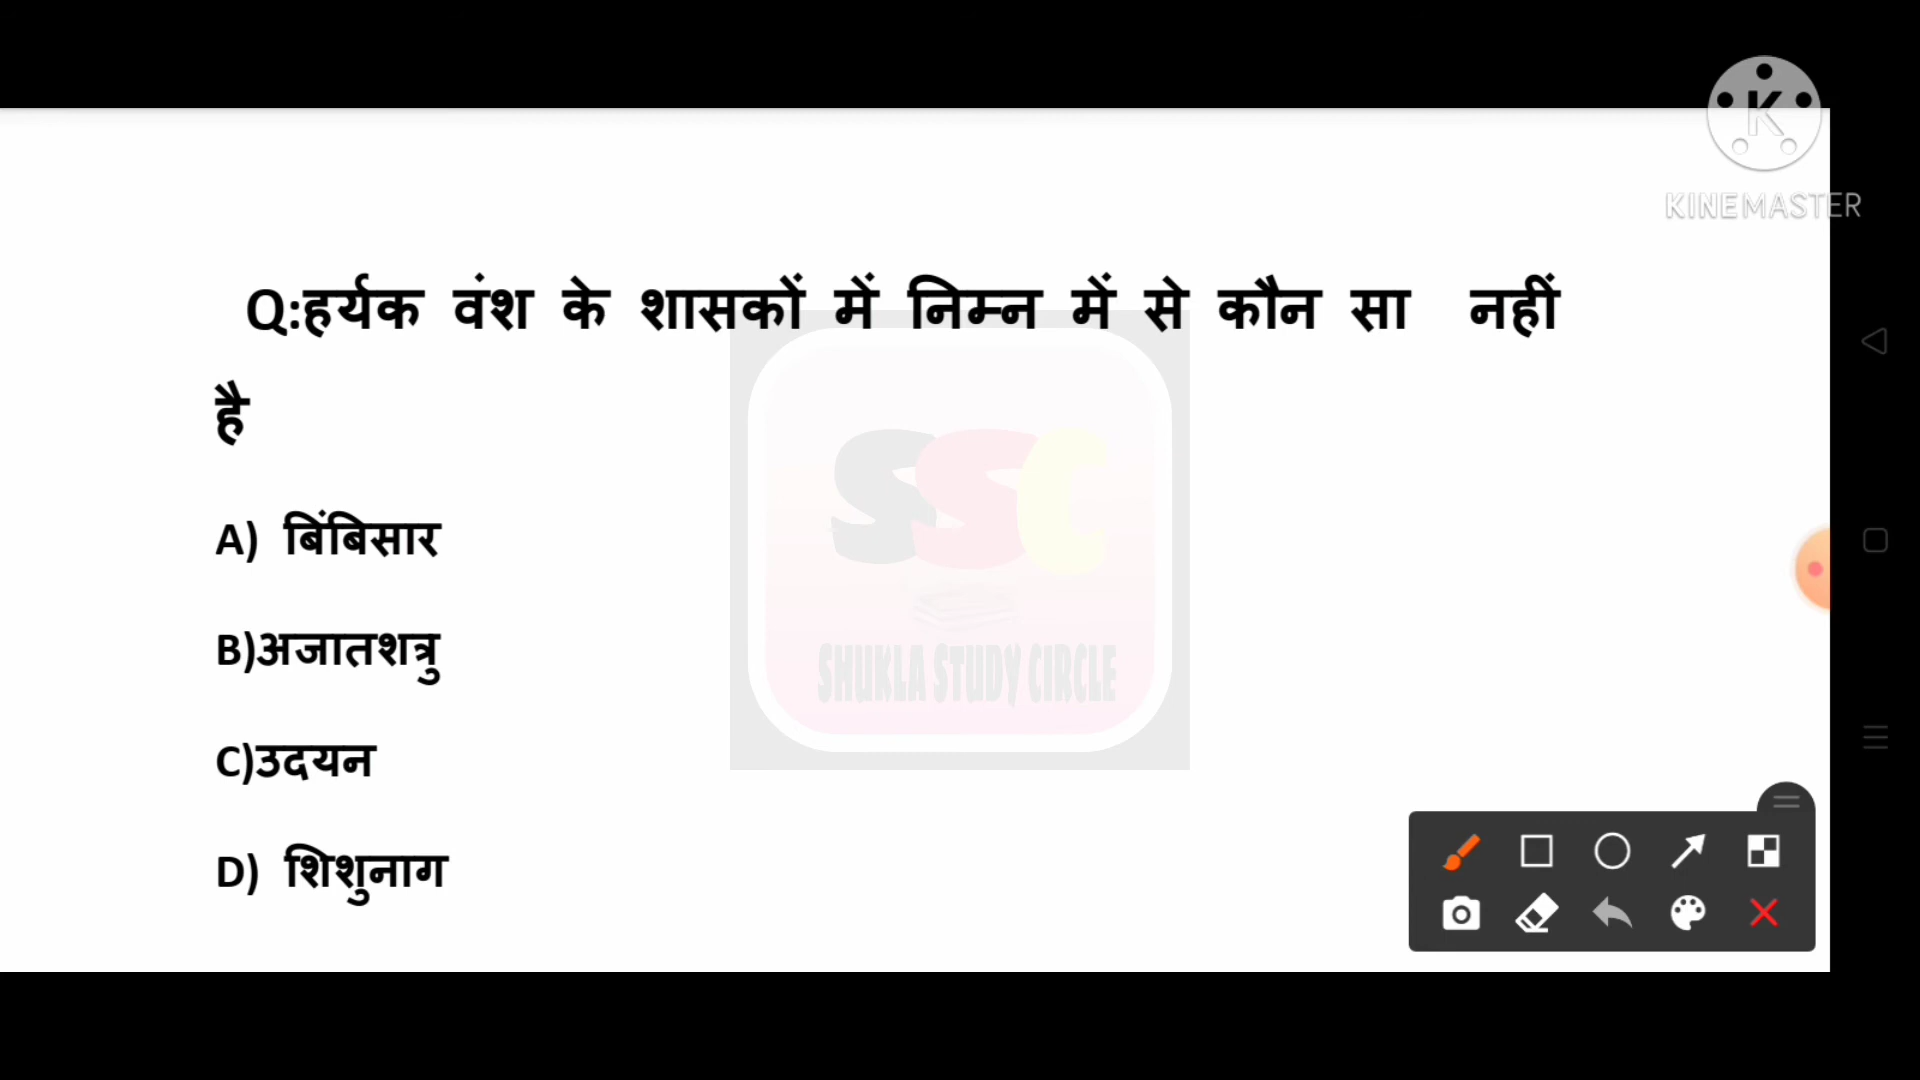 K
KINEMASTER
Q:हर्यक वंश के शासकों में निम्न में से कौन सा नहीं
है
SSC
SHUKLA STUDY CIRCLE
A) बिंबिसार
B)अजातशत्रु
C)उदयन
D) शिशुनाग